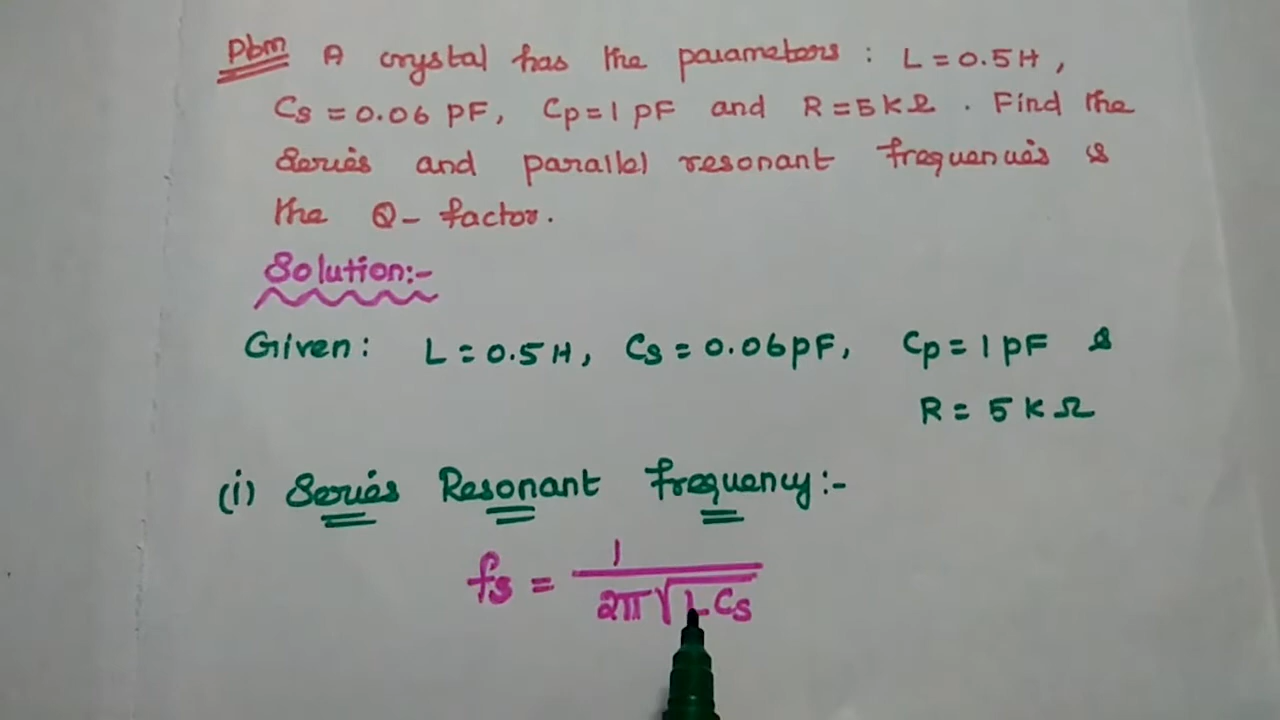 Pbm A crystal has the parameters : L = 0.5 H,
Cs = 0.06 PF, Cp = 1 PF and R = 5 K Ω . Find the
Series and parallel resonant frequencies &
the Q- factor.
Solution:-
Given: L = 0.5 H, Cs = 0.06 pF, Cp = 1 pF &
R = 5 K Ω
(i) Series Resonant frequency:-
fs = 1
2π√LCs